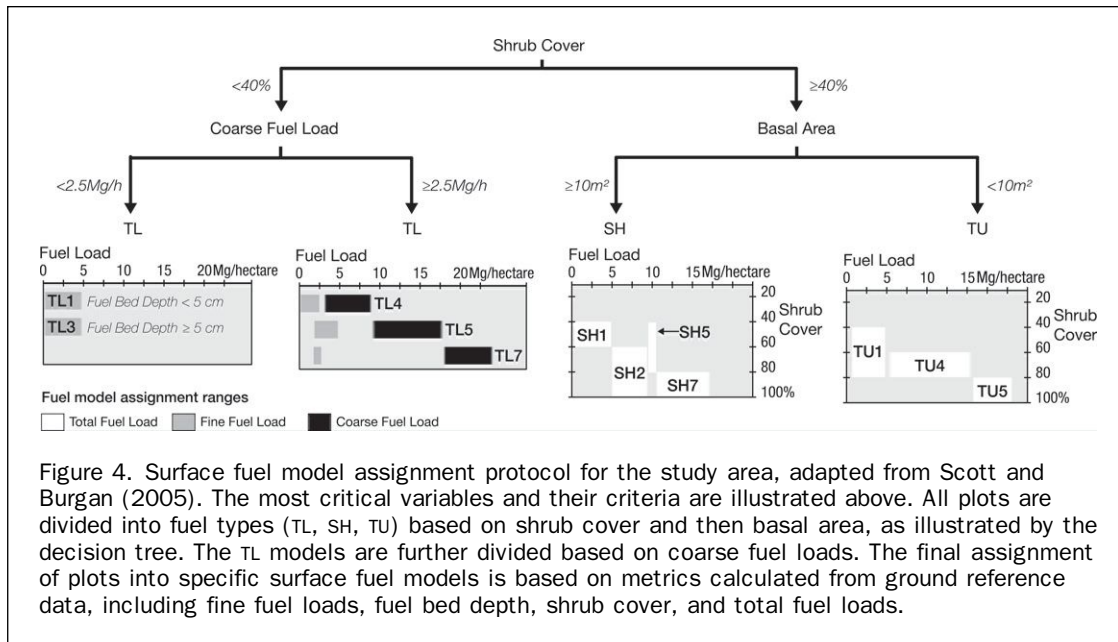 Shrub Cover
<40%
≥40%
Coarse Fuel Load
Basal Area
<2.5Mg/h
≥2.5Mg/h
≥10m²
<10m²
TL
TL
SH
TU
Fuel Load
0 5 10 15 20Mg/hectare
TL1 Fuel Bed Depth < 5 cm
TL3 Fuel Bed Depth ≥ 5 cm
Fuel Load
0 5 10 15 20Mg/hectare
TL4
TL5
TL7
Fuel Load
0 5 10 15Mg/hectare
20
40
60
80
100%
Shrub
Cover
SH1
SH5
SH2
SH7
Fuel Load
0 5 10 15Mg/hectare
20
40
60
80
100%
Shrub
Cover
TU1
TU4
TU5
Fuel model assignment ranges
Total Fuel Load Fine Fuel Load Coarse Fuel Load
Figure 4. Surface fuel model assignment protocol for the study area, adapted from Scott and
Burgan (2005). The most critical variables and their criteria are illustrated above. All plots are
divided into fuel types (TL, SH, TU) based on shrub cover and then basal area, as illustrated by the
decision tree. The TL models are further divided based on coarse fuel loads. The final assignment
of plots into specific surface fuel models is based on metrics calculated from ground reference
data, including fine fuel loads, fuel bed depth, shrub cover, and total fuel loads.